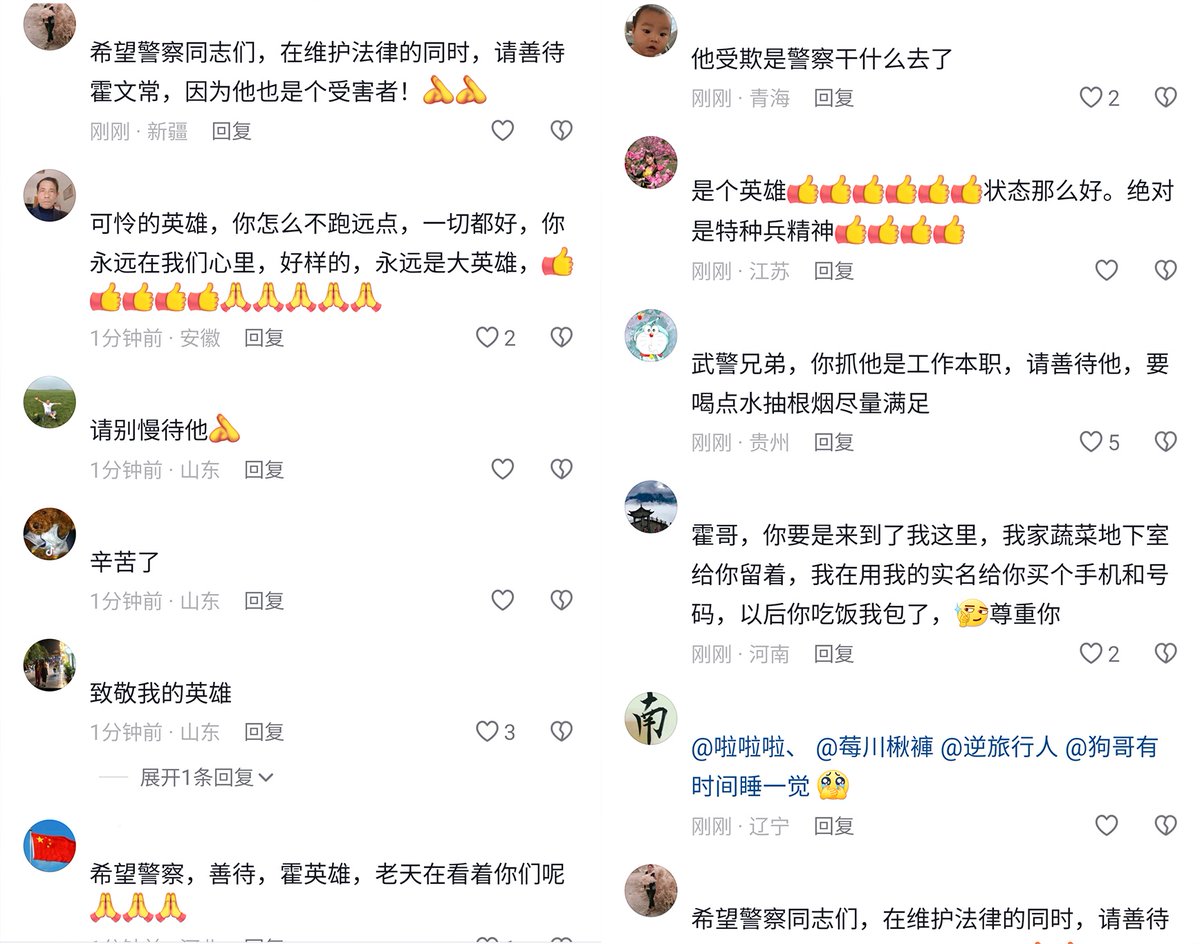 希望警察同志们，在维护法律的同时，请善待
霍文常，因为他也是个受害者！
刚刚 · 新疆 回复
可怜的英雄，你怎么不跑远点，一切都好，你
永远在我们心里，好样的，永远是大英雄，
1分钟前 · 安徽 回复 2
请别慢待他
1分钟前 · 山东 回复
辛苦了
1分钟前 · 山东 回复
致敬我的英雄
1分钟前 · 山东 回复 3
展开1条回复
希望警察，善待，霍英雄，老天在看着你们呢
他受欺是警察干什么去了
刚刚 · 青海 回复 2
是个英雄状态那么好。绝对
是特种兵精神
刚刚 · 江苏 回复
武警兄弟，你抓他是工作本职，请善待他，要
喝点水抽根烟尽量满足
刚刚 · 贵州 回复 5
霍哥，你要是来到了我这里，我家蔬菜地下室
给你留着，我在用我的实名给你买个手机和号
码，以后你吃饭我包了，尊重你
刚刚 · 河南 回复 2
南
@啦啦啦、 @莓川楸褲 @逆旅行人 @狗哥有
时间睡一觉
刚刚 · 辽宁 回复
希望警察同志们，在维护法律的同时，请善待